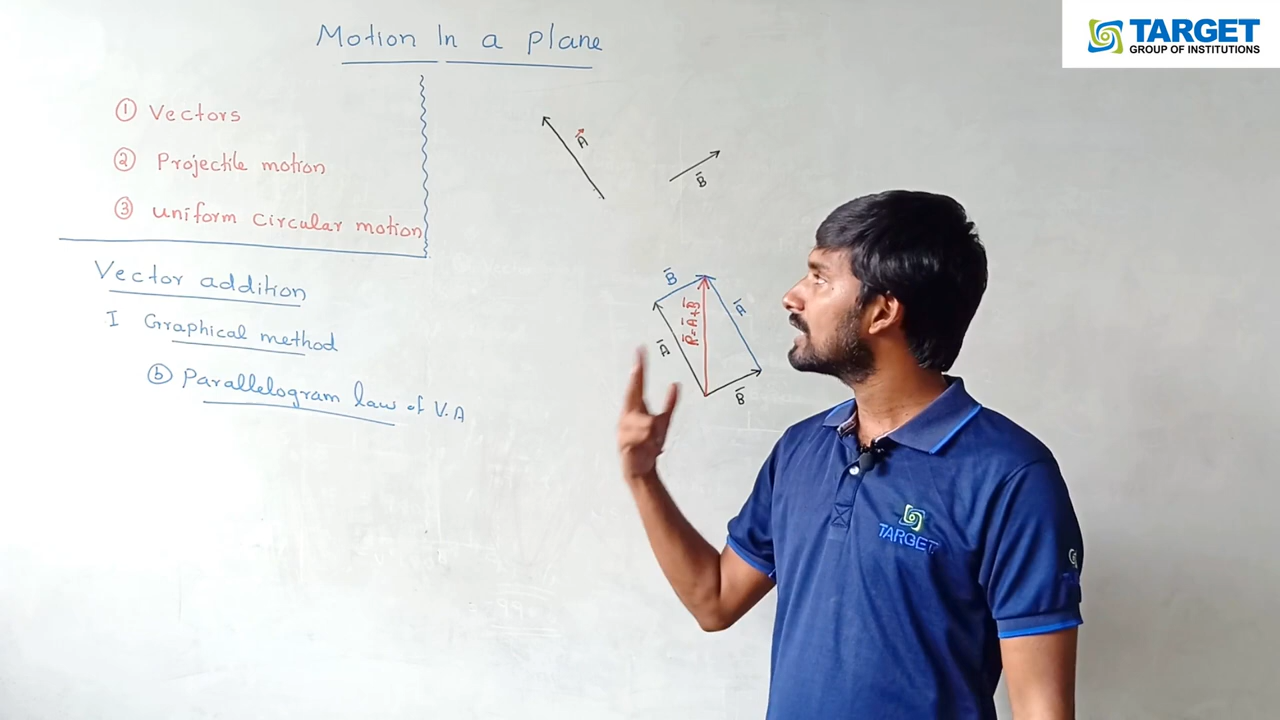 Motion In a plane
① Vectors
② Projectile motion
③ uniform circular motion
Vector addition
I Graphical method
ⓑ Parallelogram law of V.A
A⃗
B̅
B̅
A̅
R̅=A̅+B̅
A̅
B̅
TARGET
GROUP OF INSTITUTIONS
TARGET